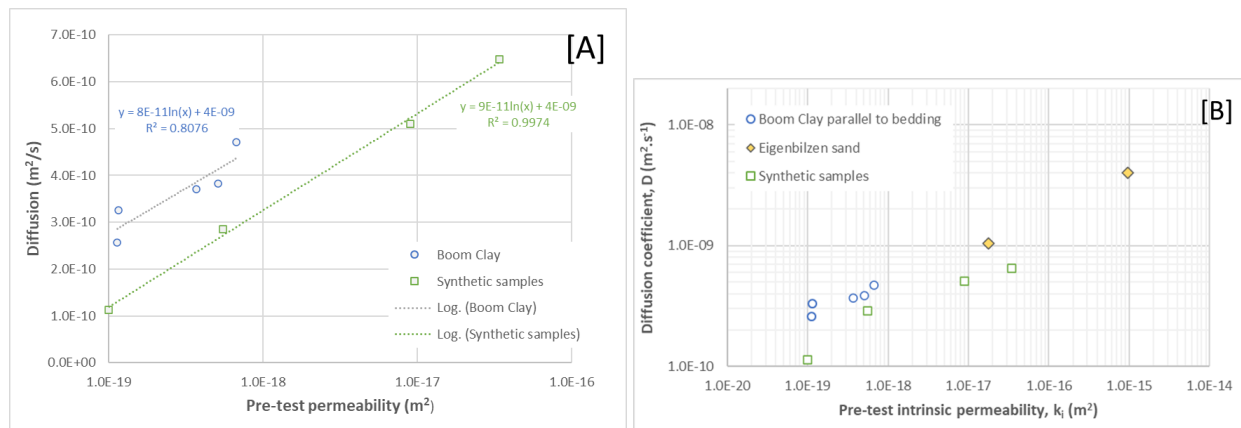 [A]
7.0E-10
6.0E-10
5.0E-10
4.0E-10
3.0E-10
2.0E-10
1.0E-10
0.0E+00
Diffusion (m²/s)
y = 8E-11ln(x) + 4E-09
R² = 0.8076
y = 9E-11ln(x) + 4E-09
R² = 0.9974
Boom Clay
Synthetic samples
Log. (Boom Clay)
Log. (Synthetic samples)
1.0E-19 1.0E-18 1.0E-17 1.0E-16
Pre-test permeability (m²)
[B]
1.0E-08
1.0E-09
1.0E-10
Diffusion coefficient, D (m².s⁻¹)
Boom Clay parallel to bedding
Eigenbilzen sand
Synthetic samples
1.0E-20 1.0E-19 1.0E-18 1.0E-17 1.0E-16 1.0E-15 1.0E-14
Pre-test intrinsic permeability, kᵢ (m²)